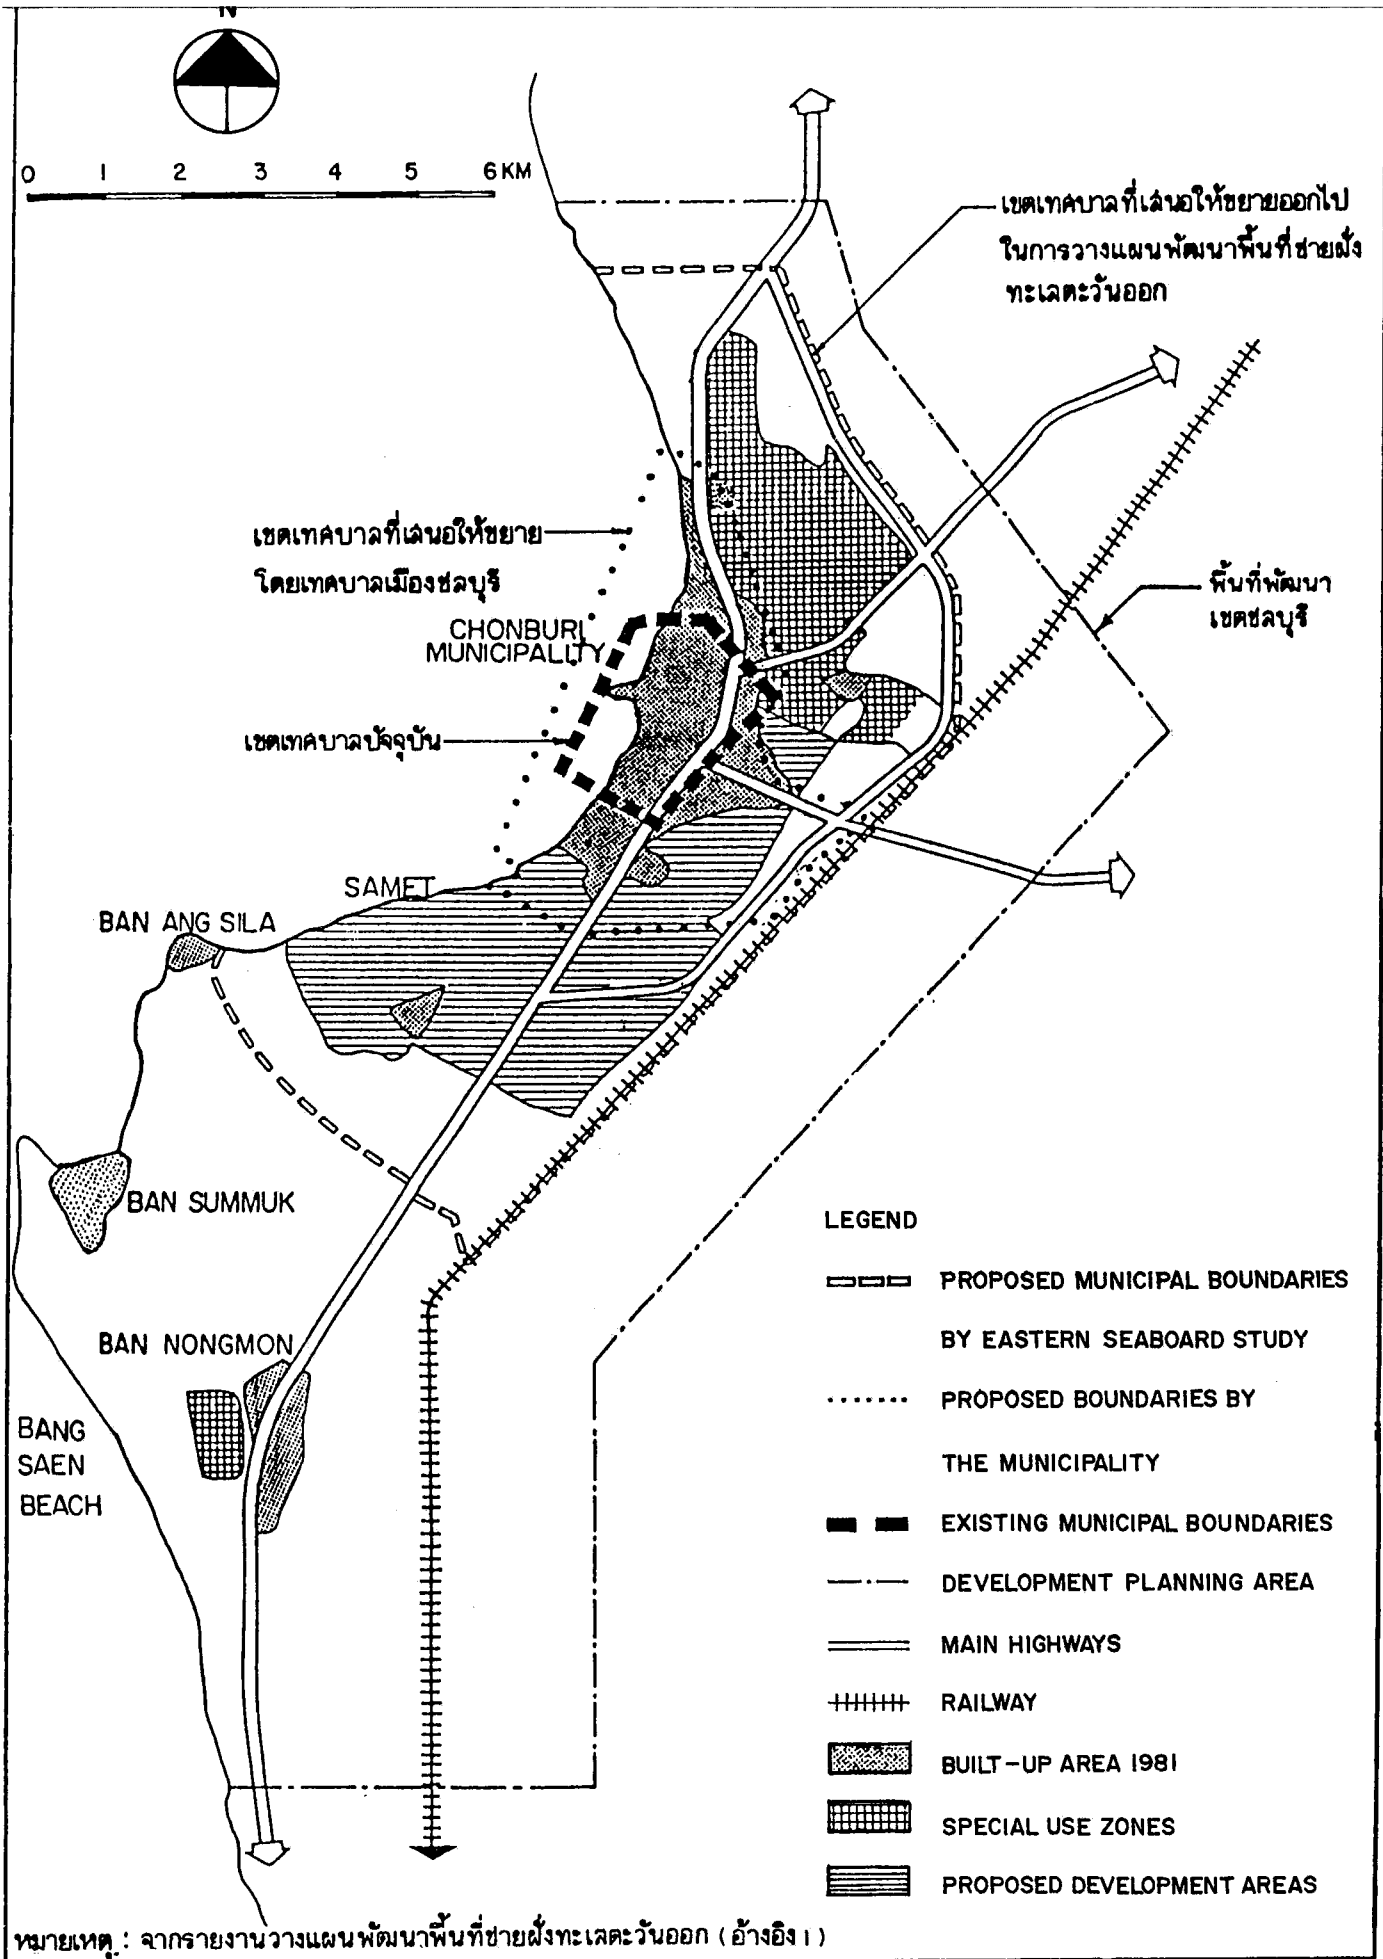 N
0 1 2 3 4 5 6 KM
เขตเทศบาลที่เสนอให้ขยายออกไป
ในการวางแผนพัฒนาพื้นที่ชายฝั่ง
ทะเลตะวันออก
เขตเทศบาลที่เสนอให้ขยาย
โดยเทศบาลเมืองชลบุรี
พื้นที่พัฒนา
เขตชลบุรี
CHONBURI
MUNICIPALITY
เขตเทศบาลปัจจุบัน
SAMET
BAN ANG SILA
BAN SUMMUK
BAN NONGMON
BANG
SAEN
BEACH
LEGEND
PROPOSED MUNICIPAL BOUNDARIES
BY EASTERN SEABOARD STUDY
PROPOSED BOUNDARIES BY
THE MUNICIPALITY
EXISTING MUNICIPAL BOUNDARIES
DEVELOPMENT PLANNING AREA
MAIN HIGHWAYS
RAILWAY
BUILT-UP AREA 1981
SPECIAL USE ZONES
PROPOSED DEVELOPMENT AREAS
หมายเหตุ : จากรายงานวางแผนพัฒนาพื้นที่ชายฝั่งทะเลตะวันออก (อ้างอิง 1)